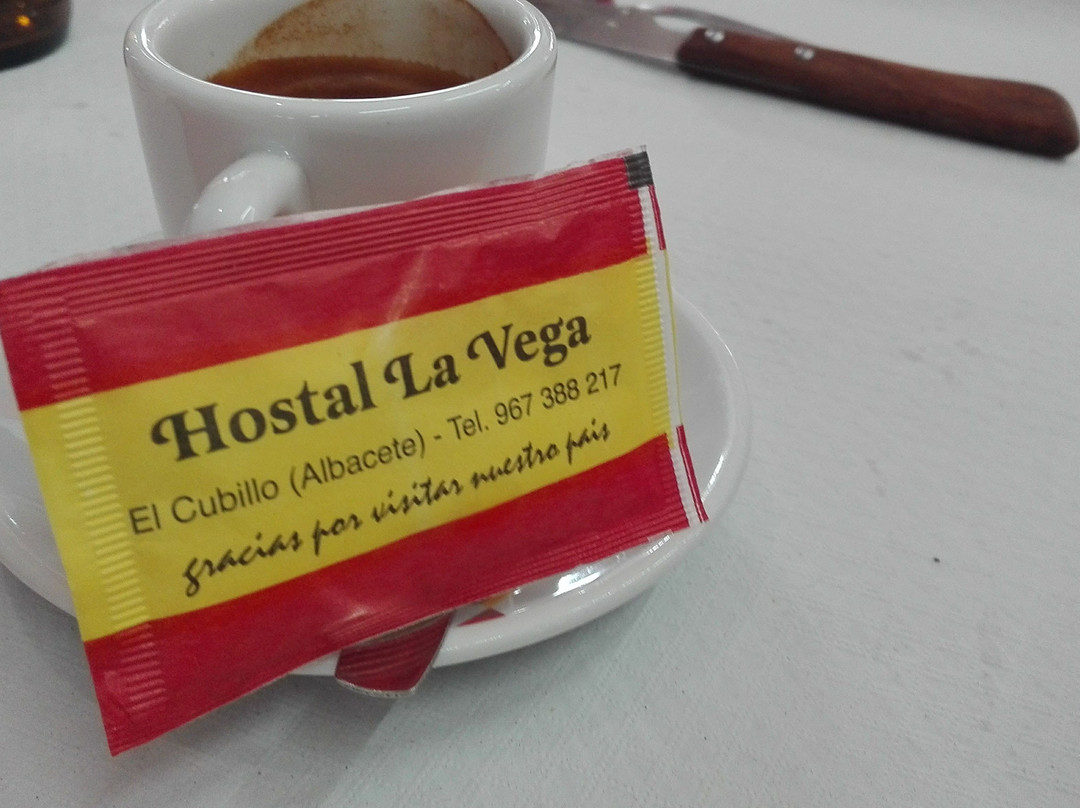 Hostal La Vega
El Cubillo (Albacete) - Tel. 967 388 217
gracias por visitar nuestro país